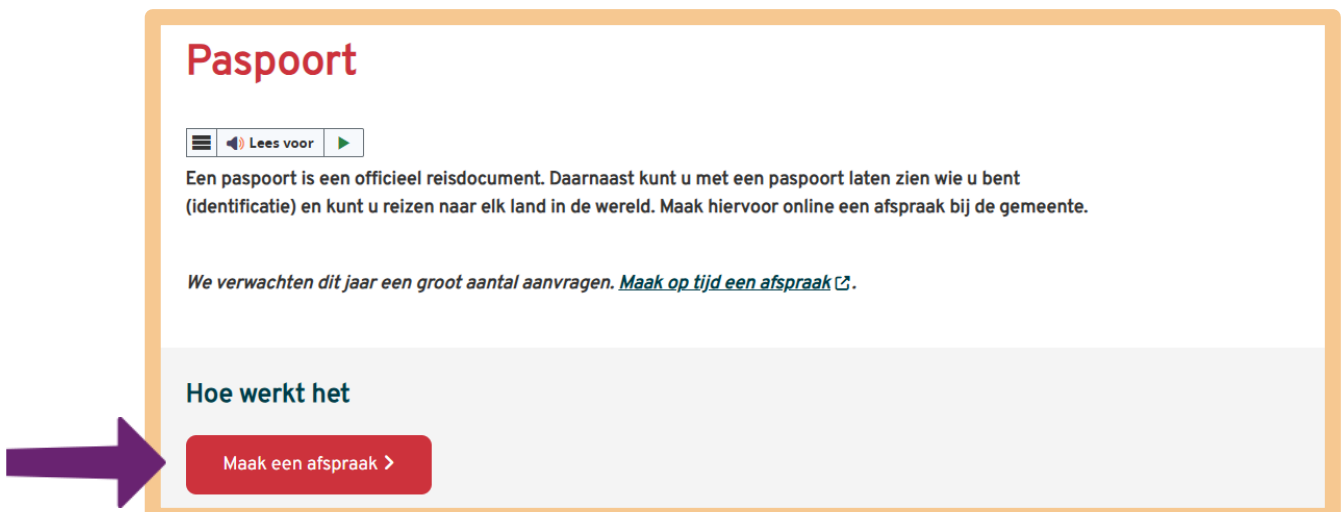 Paspoort
Lees voor
Een paspoort is een officieel reisdocument. Daarnaast kunt u met een paspoort laten zien wie u bent
(identificatie) en kunt u reizen naar elk land in de wereld. Maak hiervoor online een afspraak bij de gemeente.
We verwachten dit jaar een groot aantal aanvragen. Maak op tijd een afspraak.
Hoe werkt het
Maak een afspraak